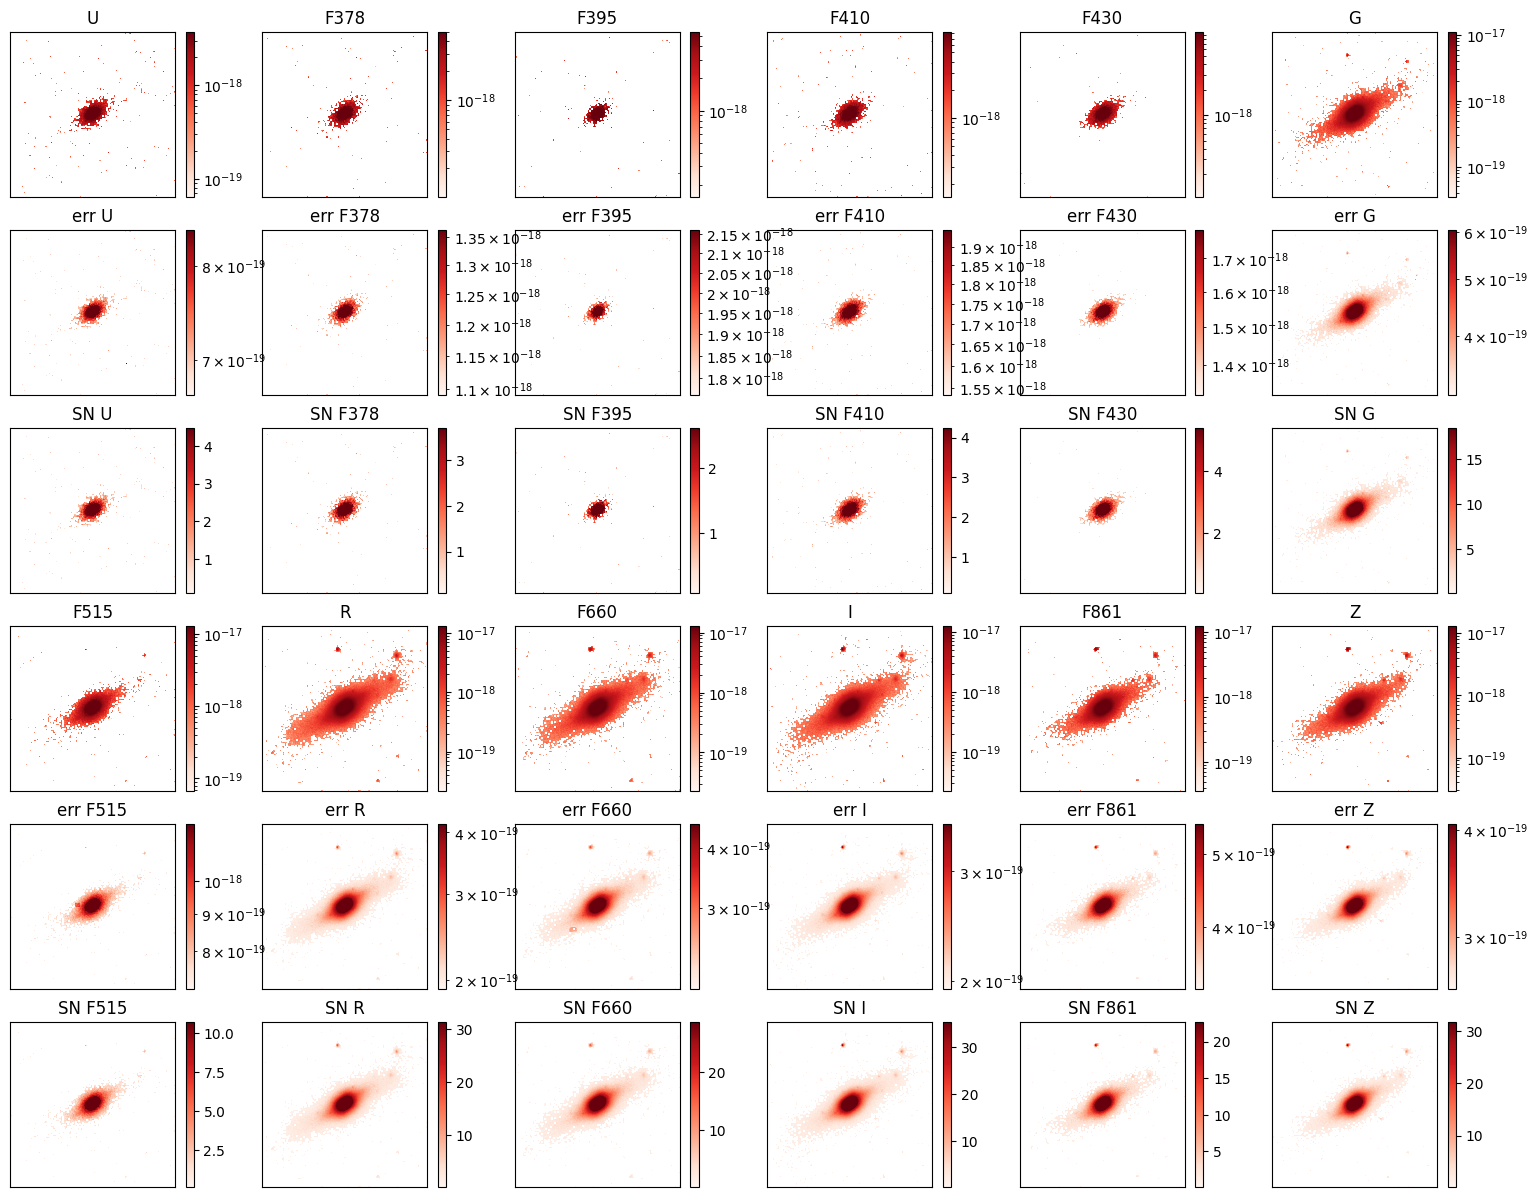 U F378 F395 F410 F430 G
10⁻¹⁸ 10⁻¹⁹ 10⁻¹⁸ 10⁻¹⁸ 10⁻¹⁸ 10⁻¹⁸ 10⁻¹⁷ 10⁻¹⁸ 10⁻¹⁹
err U err F378 err F395 err F410 err F430 err G
8 × 10⁻¹⁹ 7 × 10⁻¹⁹
1.35 × 10⁻¹⁸ 1.3 × 10⁻¹⁸ 1.25 × 10⁻¹⁸ 1.2 × 10⁻¹⁸ 1.15 × 10⁻¹⁸ 1.1 × 10⁻¹⁸
2.15 × 10⁻¹⁸ 2.1 × 10⁻¹⁸ 2.05 × 10⁻¹⁸ 2 × 10⁻¹⁸ 1.95 × 10⁻¹⁸ 1.9 × 10⁻¹⁸ 1.85 × 10⁻¹⁸ 1.8 × 10⁻¹⁸
1.9 × 10⁻¹⁸ 1.85 × 10⁻¹⁸ 1.8 × 10⁻¹⁸ 1.75 × 10⁻¹⁸ 1.7 × 10⁻¹⁸ 1.65 × 10⁻¹⁸ 1.6 × 10⁻¹⁸ 1.55 × 10⁻¹⁸
1.7 × 10⁻¹⁸ 1.6 × 10⁻¹⁸ 1.5 × 10⁻¹⁸ 1.4 × 10⁻¹⁸
6 × 10⁻¹⁹ 5 × 10⁻¹⁹ 4 × 10⁻¹⁹
SN U SN F378 SN F395 SN F410 SN F430 SN G
4 3 2 1
3 2 1
2 1
4 3 2 1
4 2
15 10 5
F515 R F660 I F861 Z
10⁻¹⁷ 10⁻¹⁸ 10⁻¹⁹
10⁻¹⁷ 10⁻¹⁸ 10⁻¹⁹
10⁻¹⁷ 10⁻¹⁸ 10⁻¹⁹
10⁻¹⁷ 10⁻¹⁸ 10⁻¹⁹
10⁻¹⁷ 10⁻¹⁸ 10⁻¹⁹
10⁻¹⁷ 10⁻¹⁸ 10⁻¹⁹
err F515 err R err F660 err I err F861 err Z
10⁻¹⁸ 9 × 10⁻¹⁹ 8 × 10⁻¹⁹
4 × 10⁻¹⁹ 3 × 10⁻¹⁹ 2 × 10⁻¹⁹
4 × 10⁻¹⁹ 3 × 10⁻¹⁹
3 × 10⁻¹⁹ 2 × 10⁻¹⁹
5 × 10⁻¹⁹ 4 × 10⁻¹⁹
4 × 10⁻¹⁹ 3 × 10⁻¹⁹
SN F515 SN R SN F660 SN I SN F861 SN Z
10.0 7.5 5.0 2.5
30 20 10
20 10
30 20 10
20 15 10 5
30 20 10